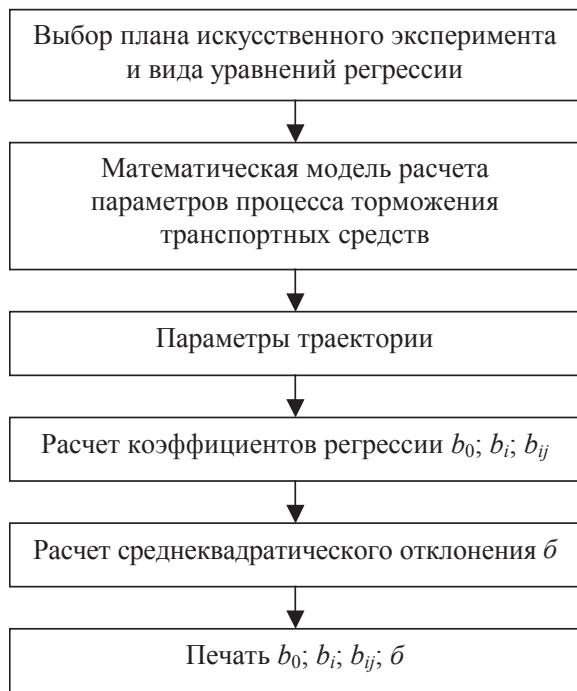 Выбор плана искусственного эксперимента
и вида уравнений регрессии
Математическая модель расчета
параметров процесса торможения
транспортных средств
Параметры траектории
Расчет коэффициентов регрессии b₀; bᵢ; bᵢⱼ
Расчет среднеквадратического отклонения б
Печать b₀; bᵢ; bᵢⱼ; б